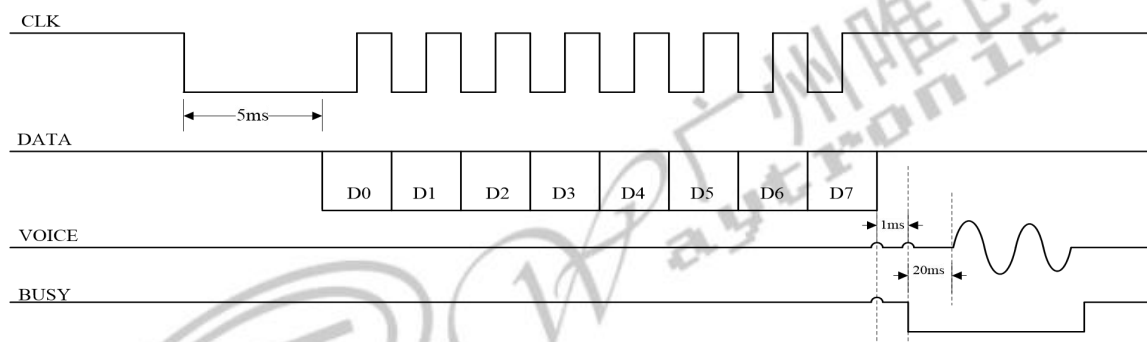 CLK
5ms
DATA
D0 D1 D2 D3 D4 D5 D6 D7
1ms
VOICE
20ms
BUSY
广州唯
aytronic